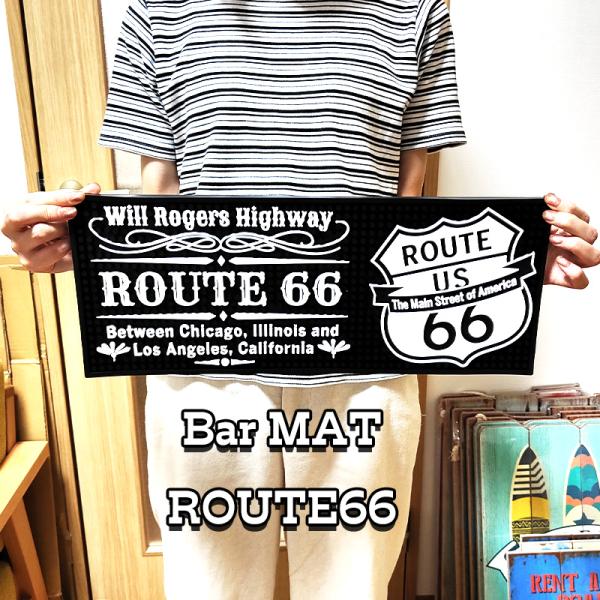 Will Rogers Highway
ROUTE 66
Between Chicago, Illinois and
Los Angeles, California
ROUTE
US
The Main Street of America
66
Bar MAT
ROUTE66
RENT A